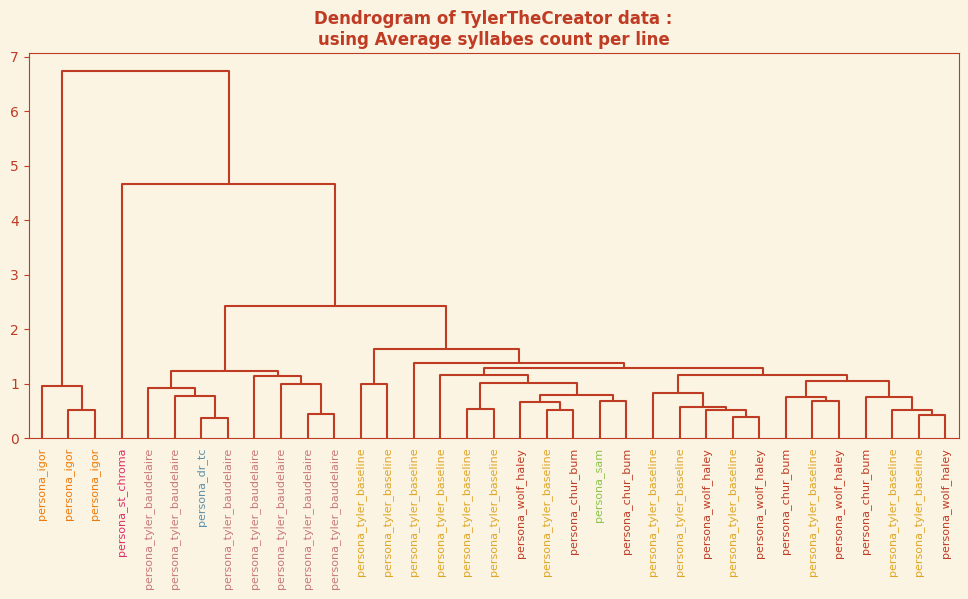 Dendrogram of TylerTheCreator data :
using Average syllabes count per line
7
6
5
4
3
2
1
0
persona_igor
persona_igor
persona_igor
persona_st_chroma
persona_tyler_baudelaire
persona_tyler_baudelaire
persona_dr_tc
persona_tyler_baudelaire
persona_tyler_baudelaire
persona_tyler_baudelaire
persona_tyler_baudelaire
persona_tyler_baudelaire
persona_tyler_baseline
persona_tyler_baseline
persona_tyler_baseline
persona_tyler_baseline
persona_tyler_baseline
persona_tyler_baseline
persona_wolf_haley
persona_tyler_baseline
persona_chur_bum
persona_sam
persona_chur_bum
persona_tyler_baseline
persona_tyler_baseline
persona_wolf_haley
persona_tyler_baseline
persona_wolf_haley
persona_chur_bum
persona_tyler_baseline
persona_wolf_haley
persona_chur_bum
persona_tyler_baseline
persona_tyler_baseline
persona_wolf_haley